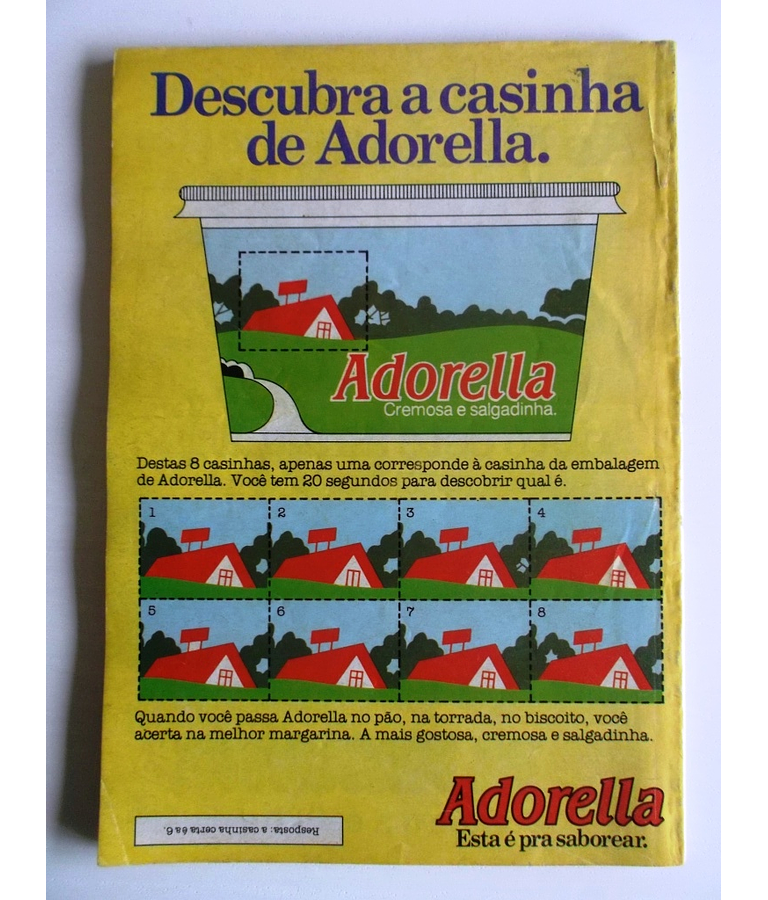 Descubra a casinha
de Adorella.
Adorella
Cremosa e salgadinha.
Destas 8 casinhas, apenas uma corresponde à casinha da embalagem
de Adorella. Você tem 20 segundos para descobrir qual é.
1 2 3 4
5 6 7 8
Quando você passa Adorella no pão, na torrada, no biscoito, você
acerta na melhor margarina. A mais gostosa, cremosa e salgadinha.
Adorella
Esta é pra saborear.
Resposta: a casinha certa é a 6.